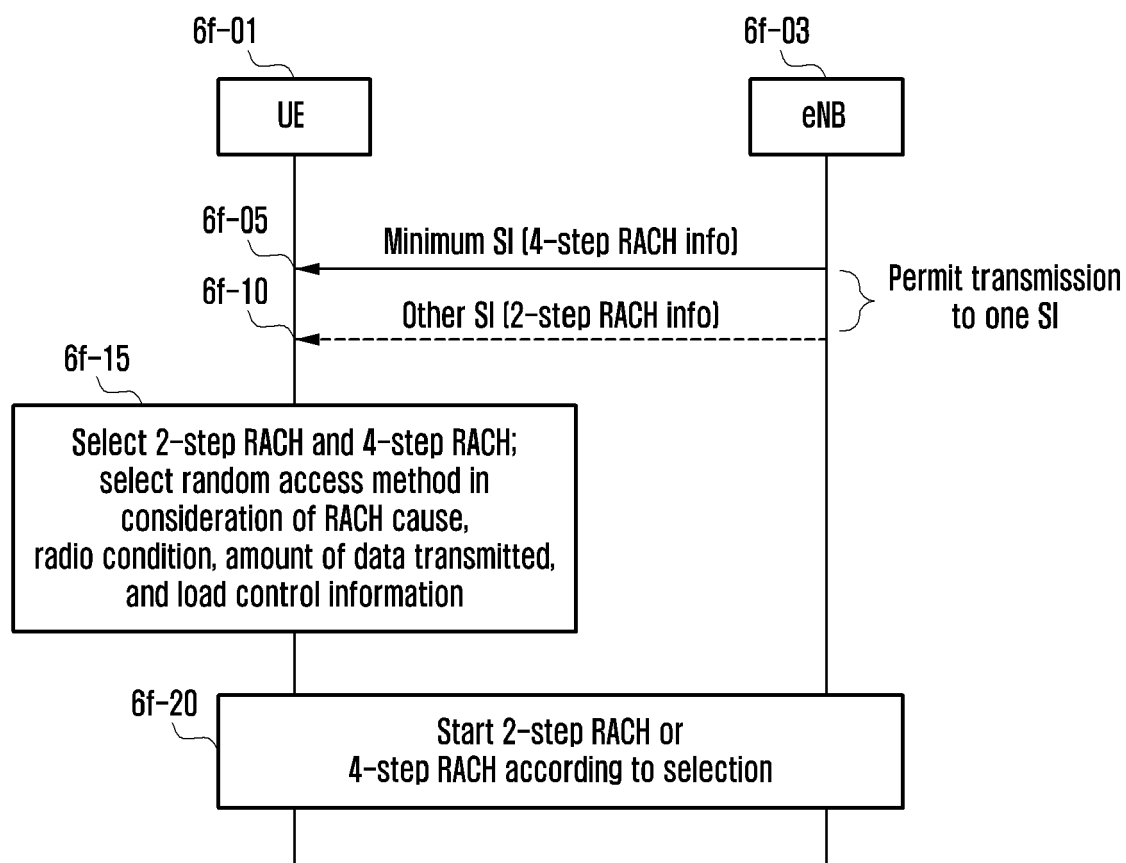 6f-01
6f-03
UE
eNB
6f-05
Minimum SI (4-step RACH info)
6f-10
Other SI (2-step RACH info)
Permit transmission
to one SI
6f-15
Select 2-step RACH and 4-step RACH;
select random access method in
consideration of RACH cause,
radio condition, amount of data transmitted,
and load control information
6f-20
Start 2-step RACH or
4-step RACH according to selection